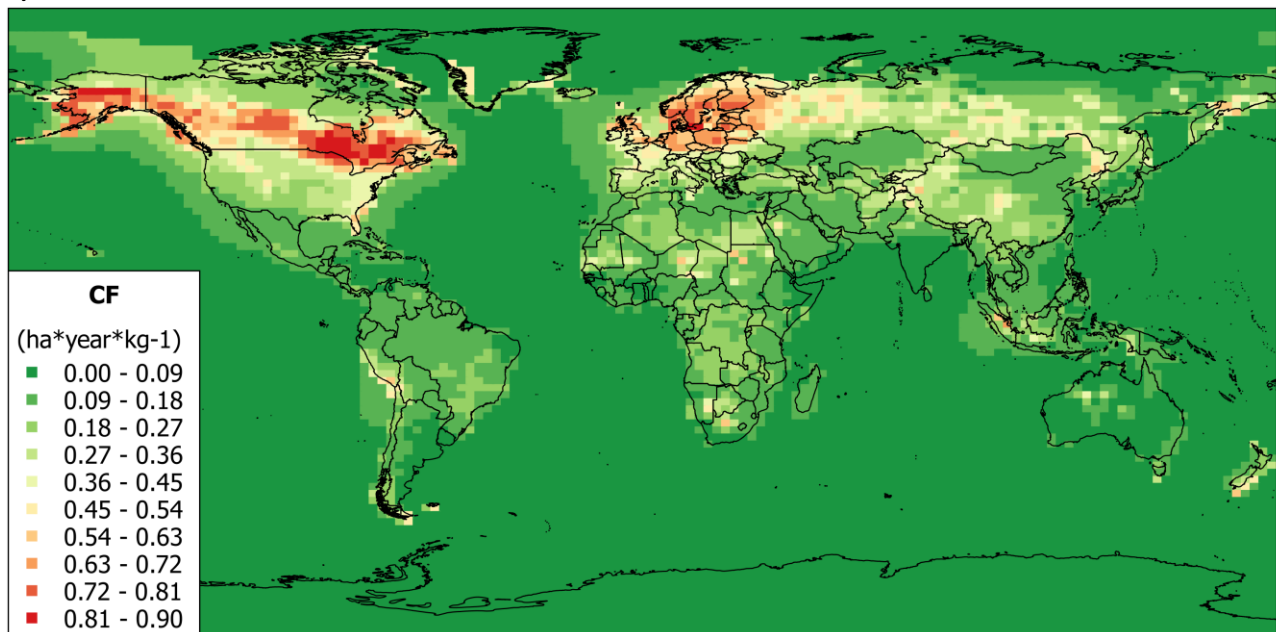 CF
(ha*year*kg-1)
0.00 - 0.09
0.09 - 0.18
0.18 - 0.27
0.27 - 0.36
0.36 - 0.45
0.45 - 0.54
0.54 - 0.63
0.63 - 0.72
0.72 - 0.81
0.81 - 0.90